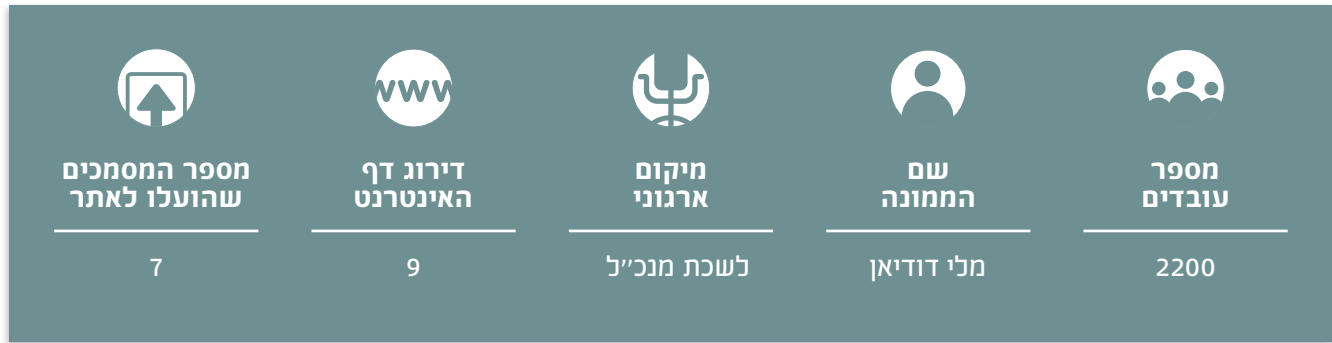 מספר
עובדים
2200
שם
הממונה
מלי דודיאן
מיקום
ארגוני
לשכת מנכ״ל
www
דירוג דף
האינטרנט
9
מספר המסמכים
שהועלו לאתר
7